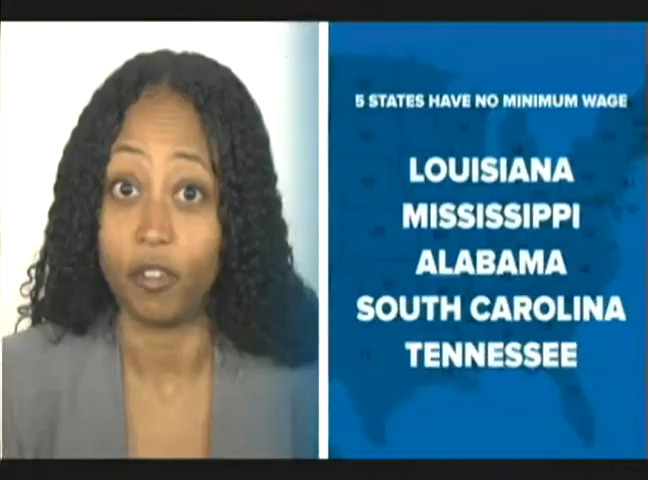 5 STATES HAVE NO MINIMUM WAGE
LOUISIANA
MISSISSIPPI
ALABAMA
SOUTH CAROLINA
TENNESSEE